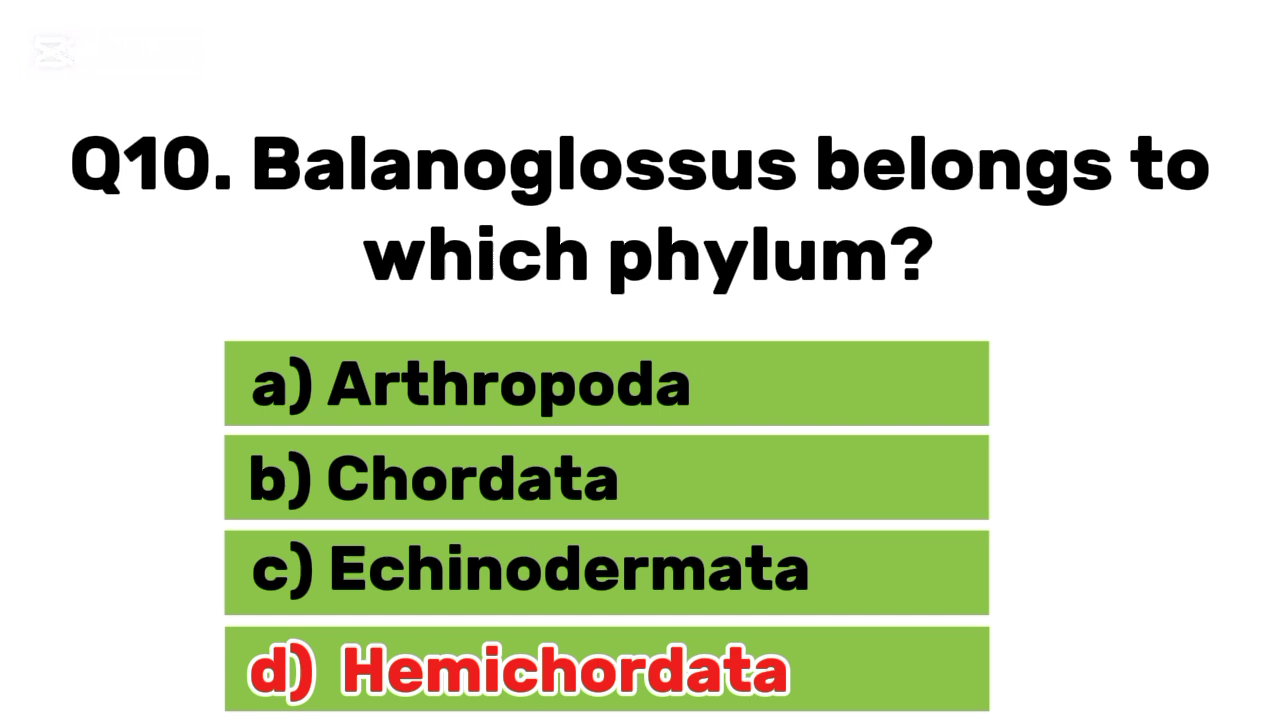 Q10. Balanoglossus belongs to
which phylum?
a) Arthropoda
b) Chordata
c) Echinodermata
d) Hemichordata